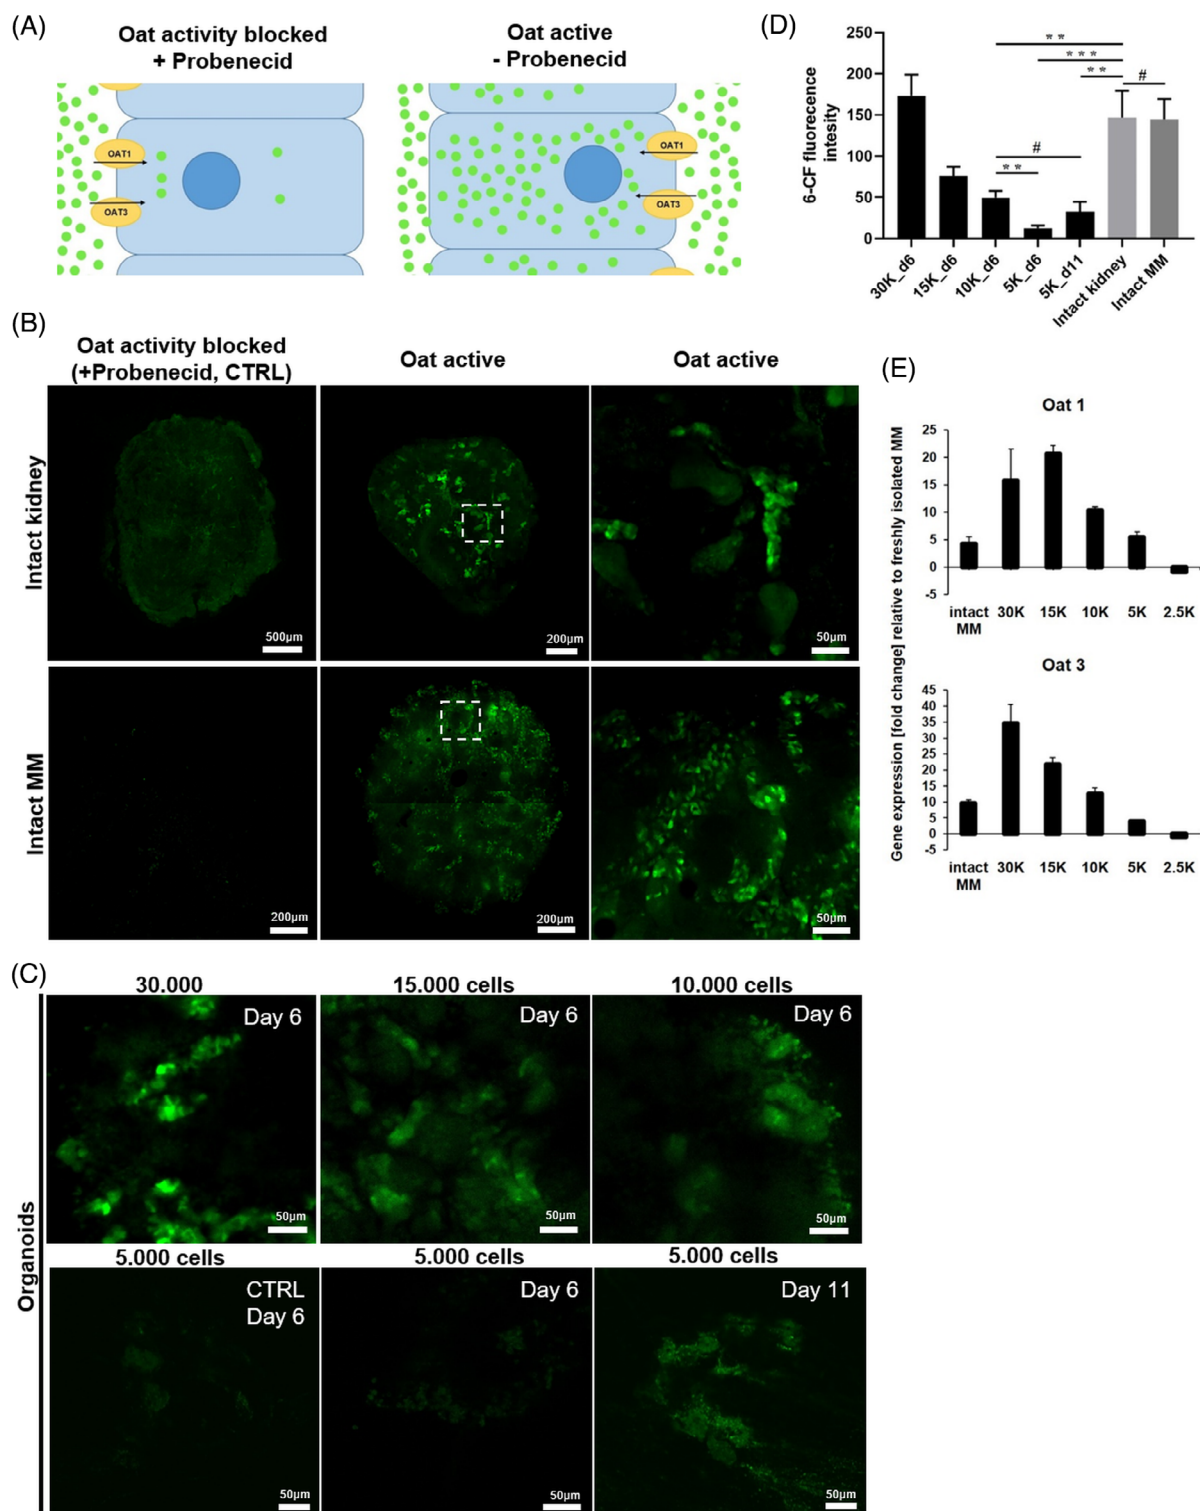 (A)
Oat activity blocked
+ Probenecid
Oat active
- Probenecid
OAT1
OAT3
OAT1
OAT3
(D)
6-CF fluorecence
intesity
250
200
150
100
50
0
**
***
**
#
#
**
30K_d6
15K_d6
10K_d6
5K_d6
5K_d11
Intact kidney
Intact MM
(B)
Oat activity blocked
(+Probenecid, CTRL)
Oat active
Oat active
Intact kidney
500µm
200µm
50µm
Intact MM
200µm
200µm
50µm
(E)
Gene expression [fold change] relative to freshly isolated MM
Oat 1
25
20
15
10
5
0
-5
intact
MM
30K
15K
10K
5K
2.5K
Oat 3
45
40
35
30
25
20
15
10
5
0
-5
intact
MM
30K
15K
10K
5K
2.5K
(C)
Organoids
30.000
15.000 cells
10.000 cells
Day 6
Day 6
Day 6
50µm
50µm
50µm
5.000 cells
5.000 cells
5.000 cells
CTRL
Day 6
Day 6
Day 11
50µm
50µm
50µm